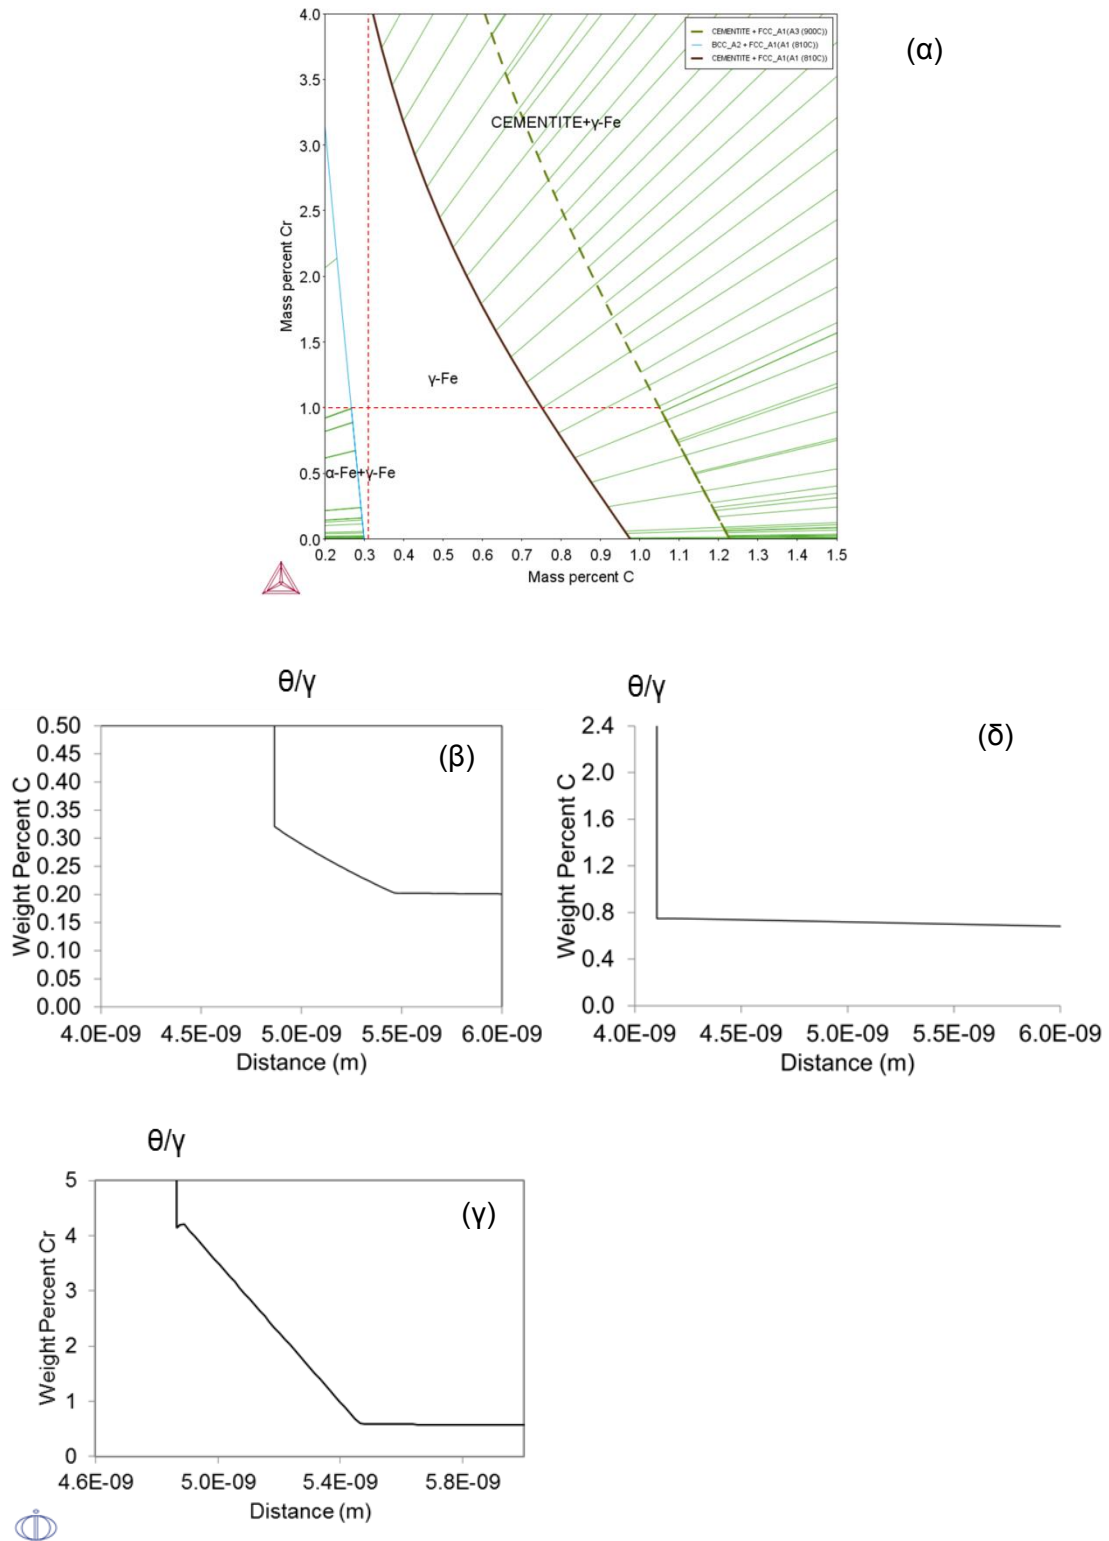 4.0
3.5
3.0
2.5
2.0
1.5
1.0
0.5
0.0
Mass percent Cr
CEMENTITE + FCC_A1(A3 (900C))
BCC_A2 + FCC_A1(A1 (810C))
CEMENTITE + FCC_A1(A1 (810C))
(α)
CEMENTITE+γ-Fe
γ-Fe
α-Fe+γ-Fe
0.2 0.3 0.4 0.5 0.6 0.7 0.8 0.9 1.0 1.1 1.2 1.3 1.4 1.5
Mass percent C
θ/γ
(β)
0.50
0.45
0.40
0.35
0.30
0.25
0.20
0.15
0.10
0.05
0.00
Weight Percent C
4.0E-09 4.5E-09 5.0E-09 5.5E-09 6.0E-09
Distance (m)
θ/γ
(δ)
2.4
2.0
1.6
1.2
0.8
0.4
0.0
Weight Percent C
4.0E-09 4.5E-09 5.0E-09 5.5E-09 6.0E-09
Distance (m)
θ/γ
(γ)
5
4
3
2
1
0
Weight Percent Cr
4.6E-09 5.0E-09 5.4E-09 5.8E-09
Distance (m)